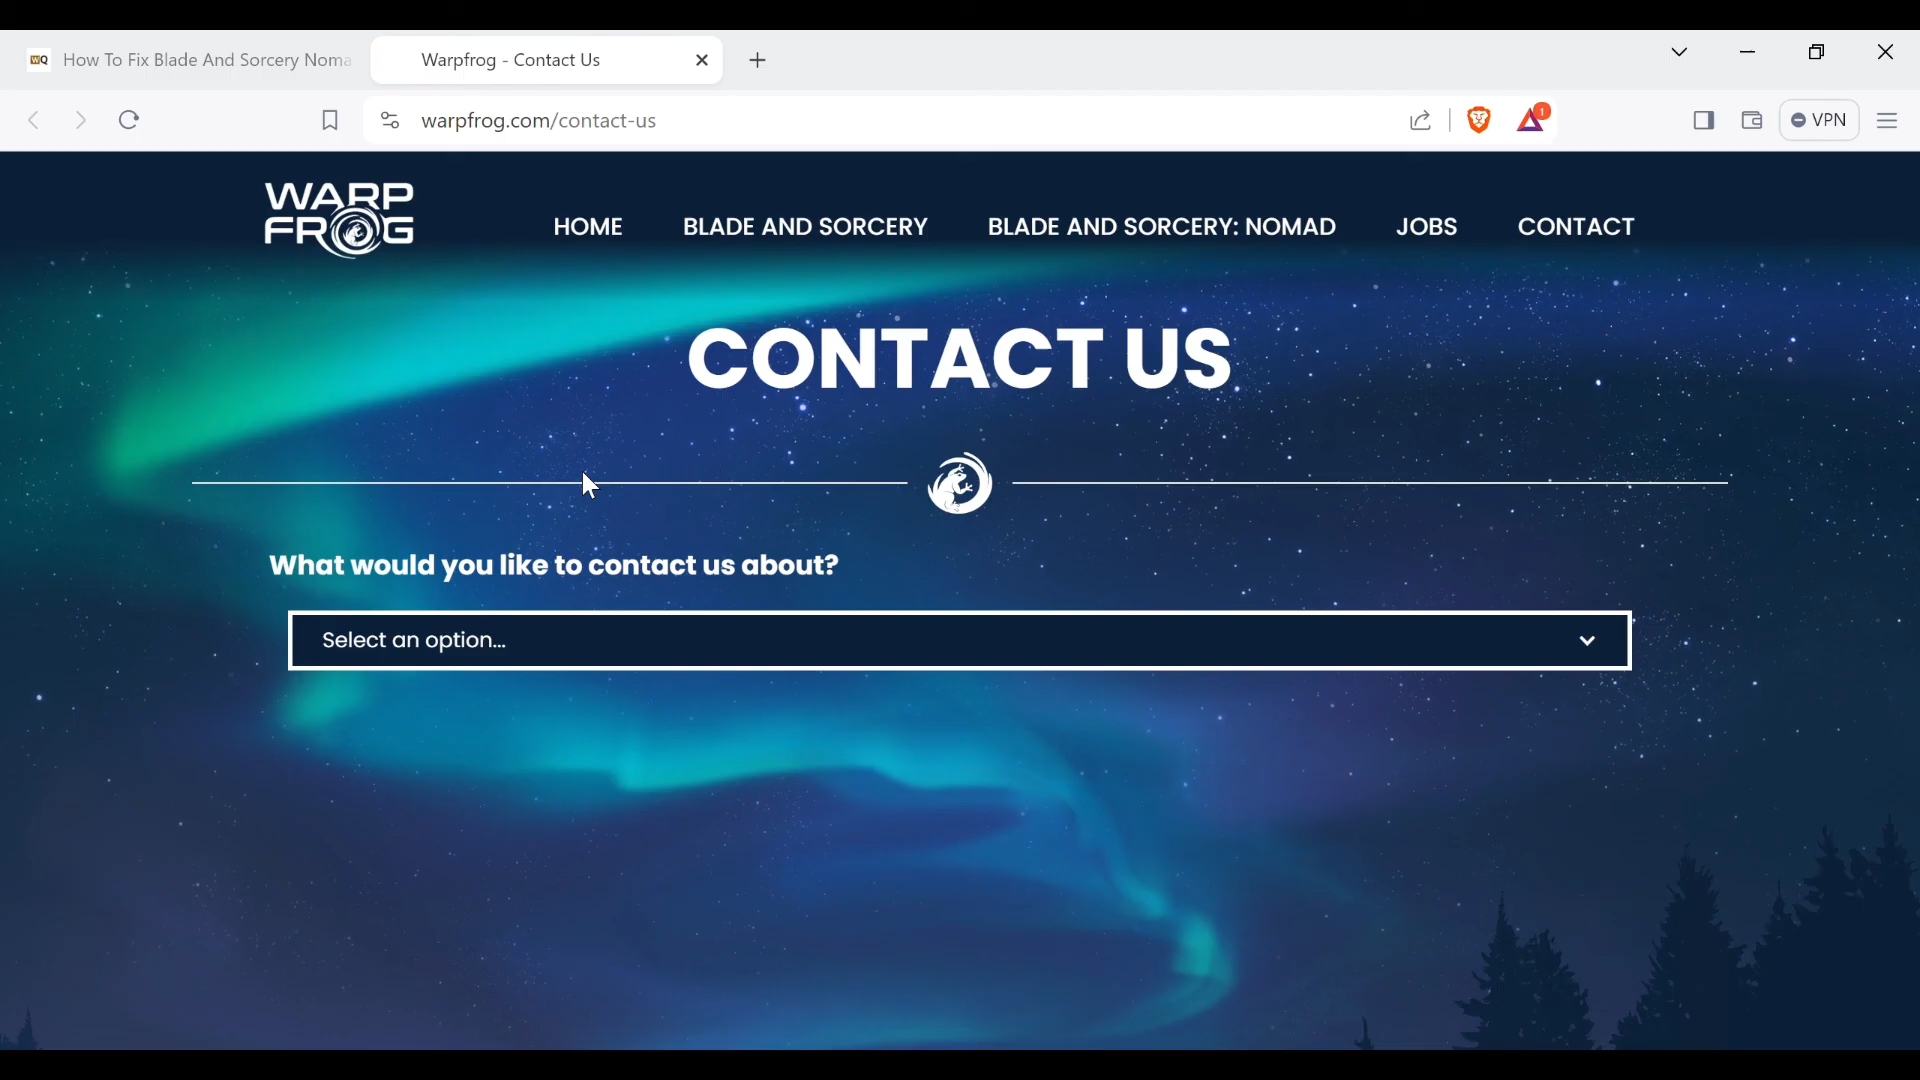 WQ How To Fix Blade And Sorcery Noma
Warpfrog - Contact Us
warpfrog.com/contact-us
1
VPN
WARP
FROG
HOME
BLADE AND SORCERY
BLADE AND SORCERY: NOMAD
JOBS
CONTACT
CONTACT US
What would you like to contact us about?
Select an option...